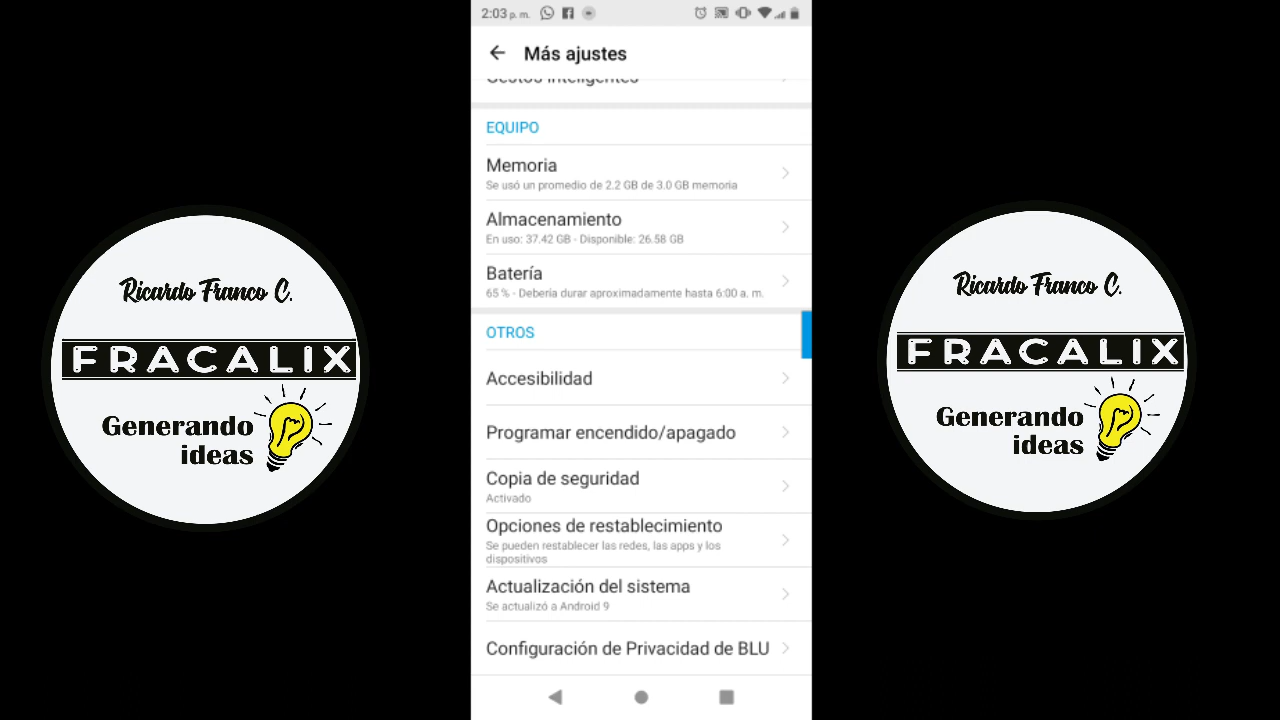 2:03 p. m.
Más ajustes
Gestos inteligentes
EQUIPO
Memoria
Se usó un promedio de 2.2 GB de 3.0 GB memoria
Almacenamiento
En uso: 37.42 GB - Disponible: 26.58 GB
Batería
65 % - Debería durar aproximadamente hasta 6:00 a. m.
OTROS
Accesibilidad
Programar encendido/apagado
Copia de seguridad
Activado
Opciones de restablecimiento
Se pueden restablecer las redes, las apps y los
dispositivos
Actualización del sistema
Se actualizó a Android 9
Configuración de Privacidad de BLU
Ricardo Franco C.
FRACALIX
Generando
ideas
Ricardo Franco C.
FRACALIX
Generando
ideas